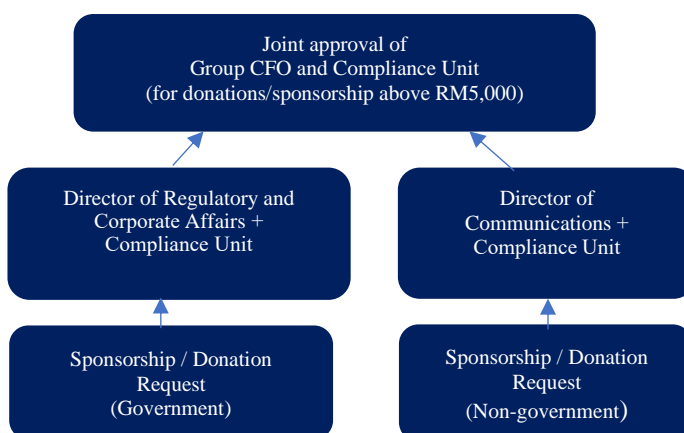 Joint approval of
Group CFO and Compliance Unit
(for donations/sponsorship above RM5,000)
Director of Regulatory and
Corporate Affairs +
Compliance Unit
Director of
Communications +
Compliance Unit
Sponsorship / Donation
Request
(Government)
Sponsorship / Donation
Request
(Non-government)